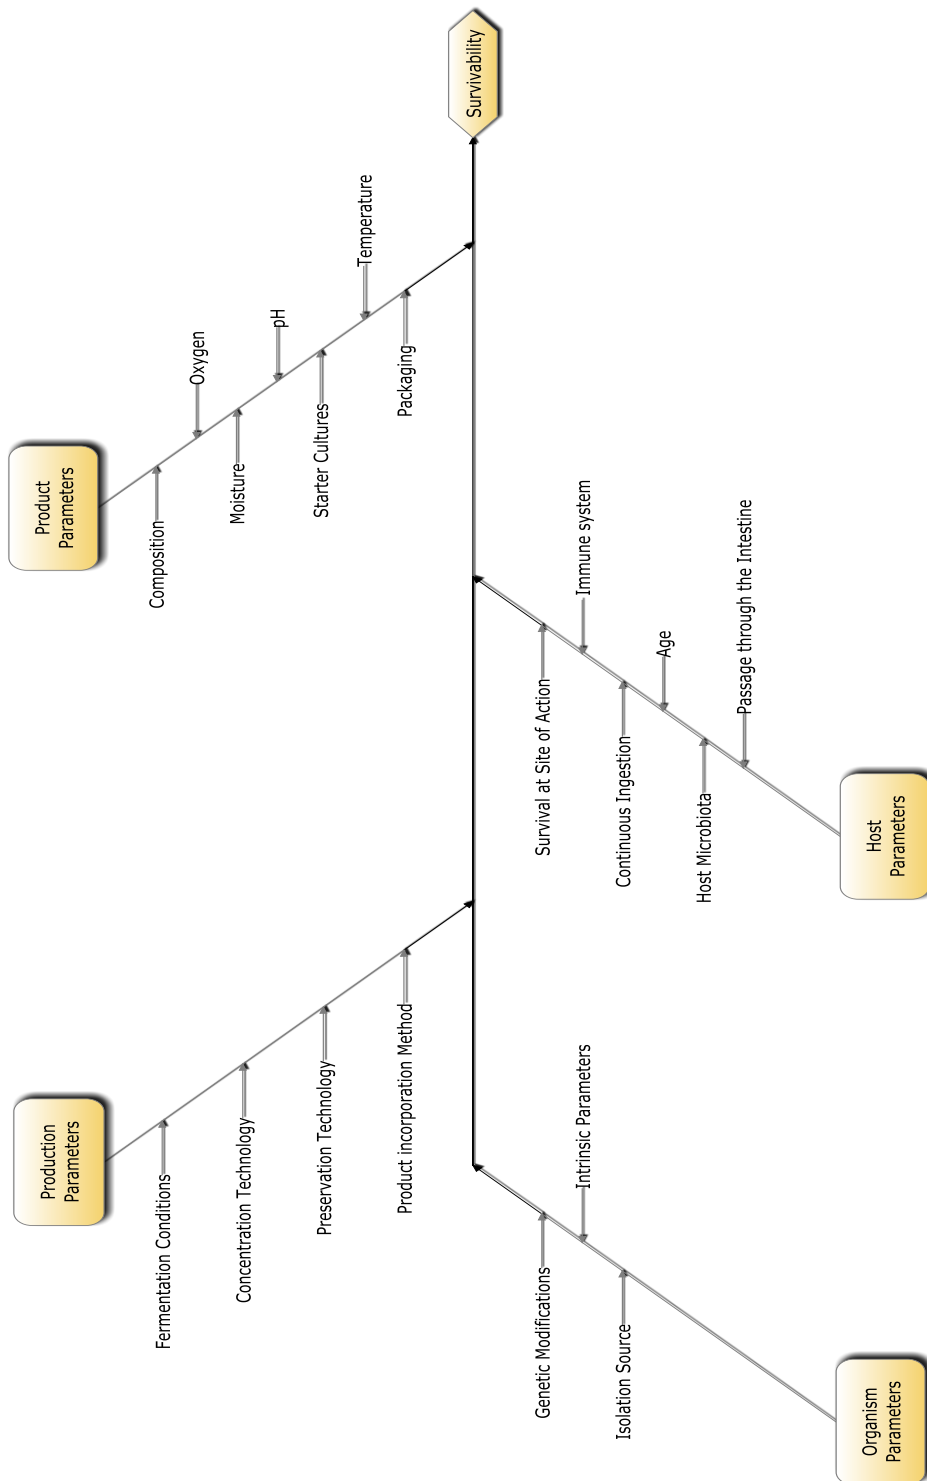 Survivability
Product
Parameters
Composition
Oxygen
Moisture
pH
Starter Cultures
Temperature
Packaging
Production
Parameters
Fermentation Conditions
Concentration Technology
Preservation Technology
Product incorporation Method
Host
Parameters
Survival at Site of Action
Immune system
Continuous Ingestion
Age
Host Microbiota
Passage through the Intestine
Organism
Parameters
Genetic Modifications
Intrinsic Parameters
Isolation Source